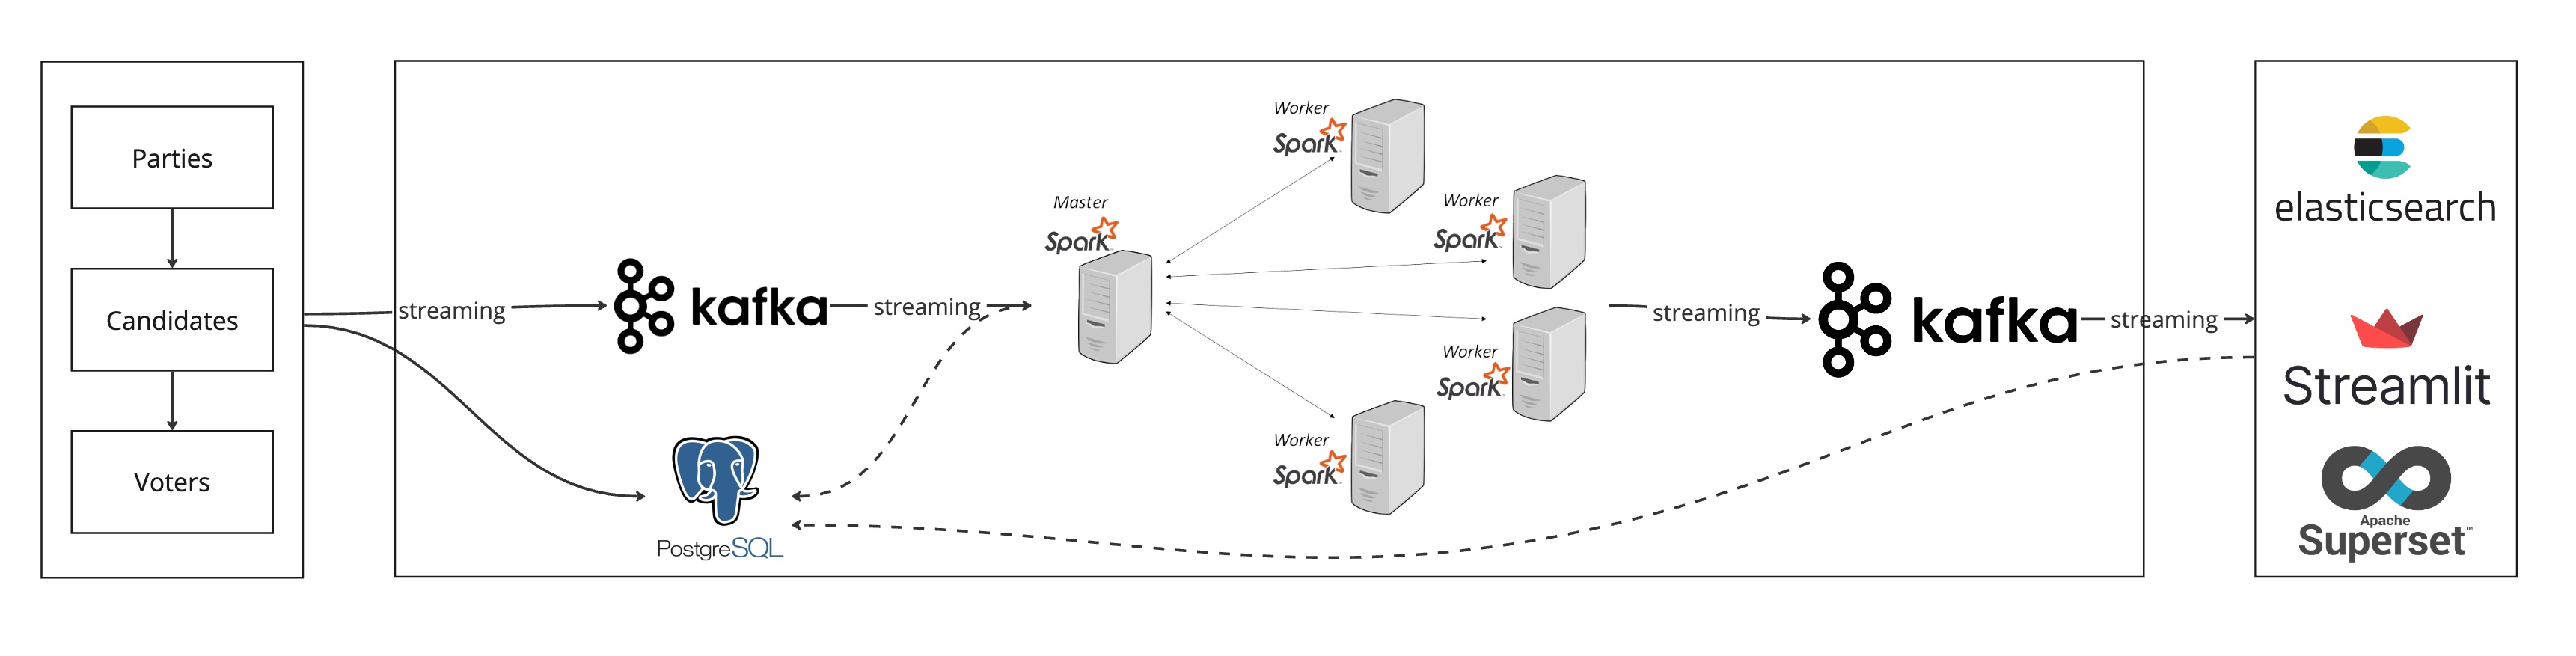 Parties
Candidates
Voters
streaming
kafka
streaming
PostgreSQL
Master
Spark
Worker
Spark
Worker
Spark
Worker
Spark
Worker
Spark
streaming
kafka
streaming
elasticsearch
Streamlit
Apache
Superset™